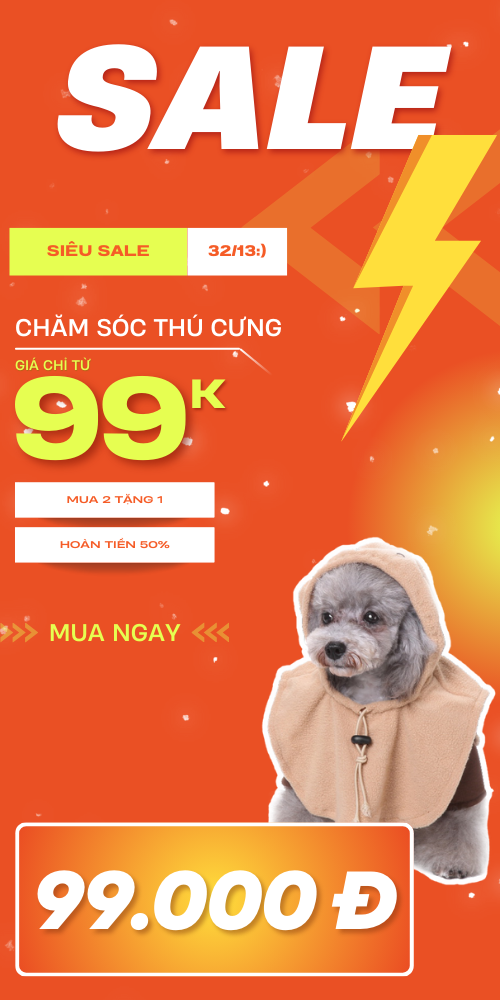 SALE
SIÊU SALE
32/13:)
CHĂM SÓC THÚ CƯNG
GIÁ CHỈ TỪ
99K
MUA 2 TẶNG 1
HOÀN TIỀN 50%
MUA NGAY
99.000 Đ